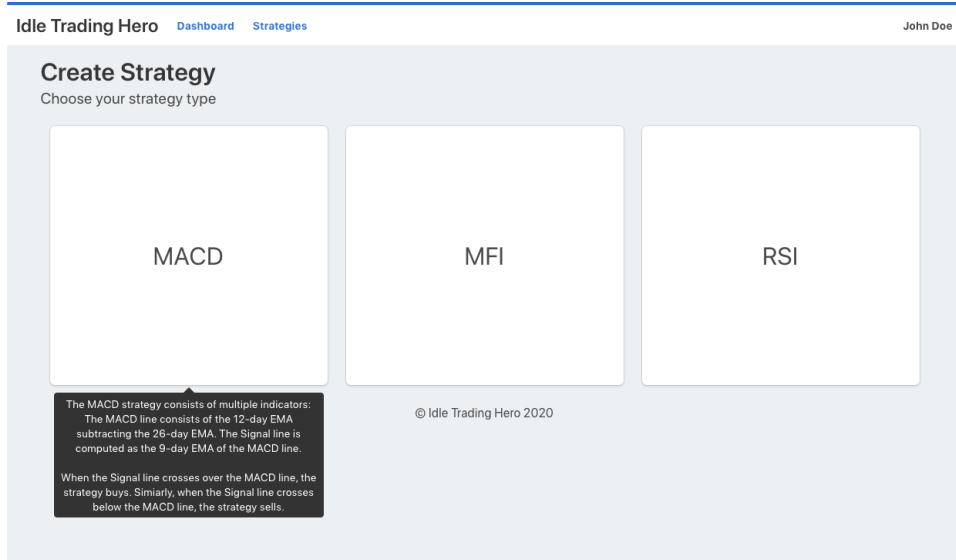 Idle Trading Hero Dashboard Strategies John Doe
Create Strategy
Choose your strategy type
MACD MFI RSI
The MACD strategy consists of multiple indicators:
The MACD line consists of the 12-day EMA
subtracting the 26-day EMA. The Signal line is
computed as the 9-day EMA of the MACD line.
When the Signal line crosses over the MACD line, the
strategy buys. Simiarly, when the Signal line crosses
below the MACD line, the strategy sells.
© Idle Trading Hero 2020